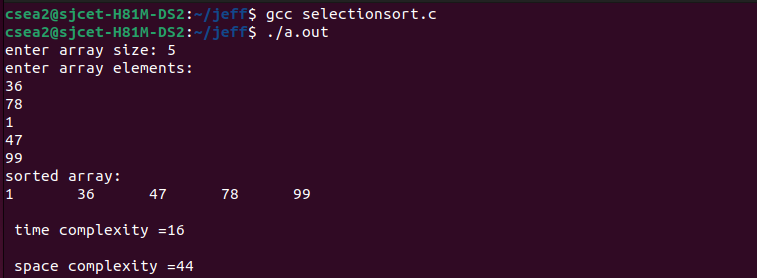 csea2@sjcet-H81M-DS2:~/jeff$ gcc selectionsort.c
csea2@sjcet-H81M-DS2:~/jeff$ ./a.out
enter array size: 5
enter array elements:
36
78
1
47
99
sorted array:
1       36      47      78      99
 time complexity =16
 space complexity =44